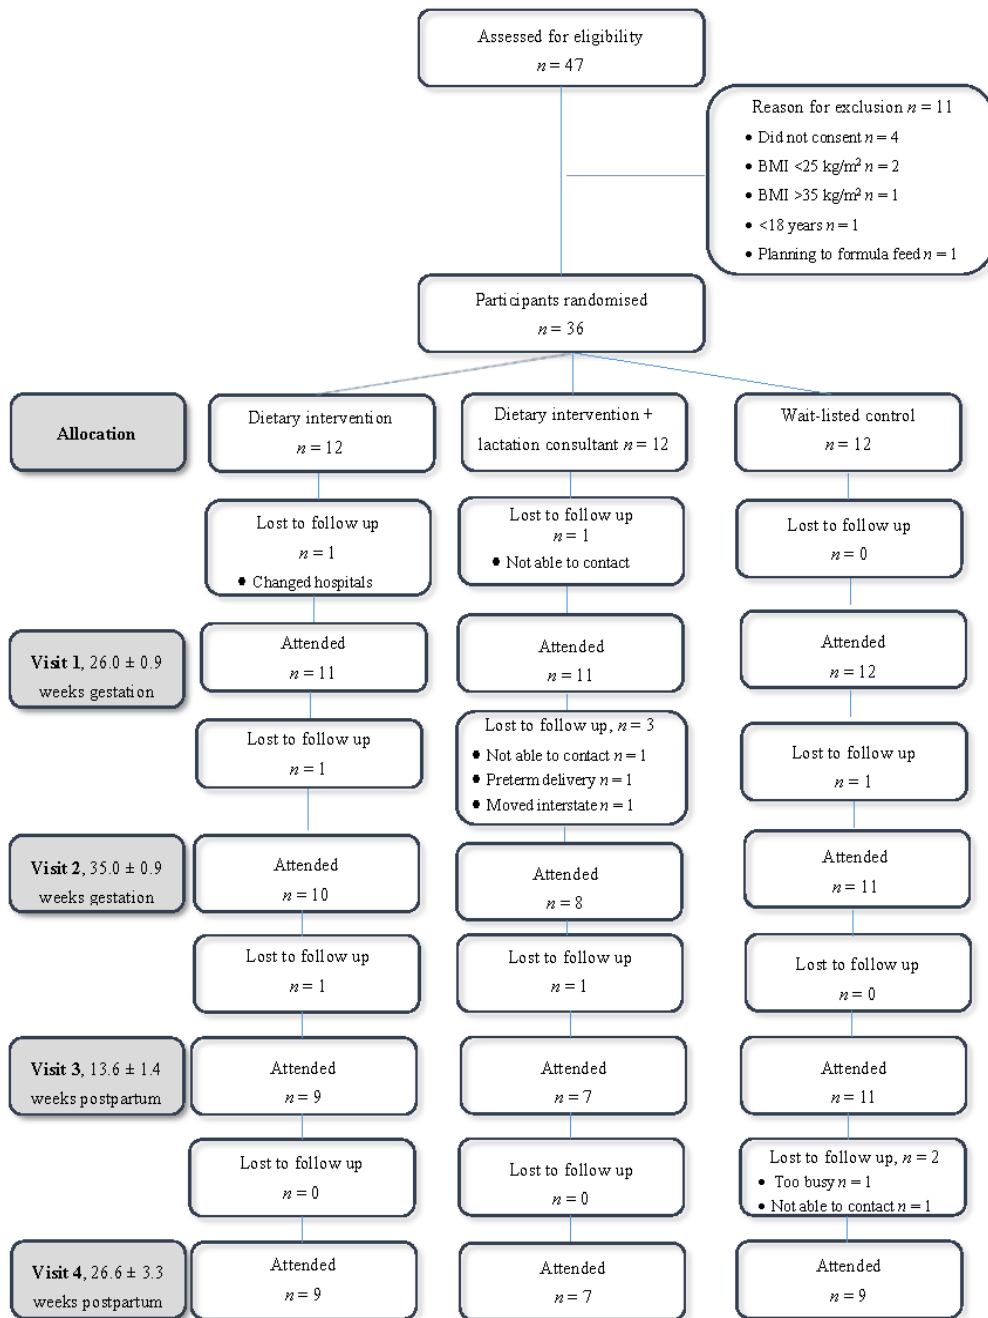 Assessed for eligibility
n = 47
Reason for exclusion n = 11
• Did not consent n = 4
• BMI <25 kg/m² n = 2
• BMI >35 kg/m² n = 1
• <18 years n = 1
• Planning to formula feed n = 1
Participants randomised
n = 36
Allocation
Dietary intervention
n = 12
Dietary intervention +
lactation consultant n = 12
Wait-listed control
n = 12
Lost to follow up
n = 1
• Changed hospitals
Lost to follow up
n = 1
• Not able to contact
Lost to follow up
n = 0
Visit 1, 26.0 ± 0.9
weeks gestation
Attended
n = 11
Attended
n = 11
Attended
n = 12
Lost to follow up
n = 1
Lost to follow up, n = 3
• Not able to contact n = 1
• Preterm delivery n = 1
• Moved interstate n = 1
Lost to follow up
n = 1
Visit 2, 35.0 ± 0.9
weeks gestation
Attended
n = 10
Attended
n = 8
Attended
n = 11
Lost to follow up
n = 1
Lost to follow up
n = 1
Lost to follow up
n = 0
Visit 3, 13.6 ± 1.4
weeks postpartum
Attended
n = 9
Attended
n = 7
Attended
n = 11
Lost to follow up
n = 0
Lost to follow up
n = 0
Lost to follow up, n = 2
• Too busy n = 1
• Not able to contact n = 1
Visit 4, 26.6 ± 3.3
weeks postpartum
Attended
n = 9
Attended
n = 7
Attended
n = 9